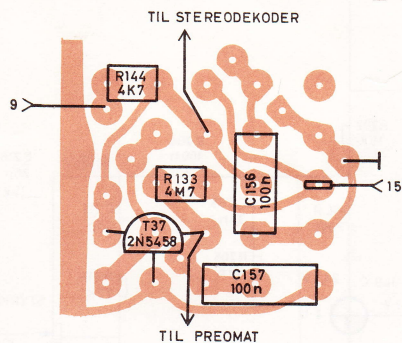 TIL STEREODEKODER
R144
4K7
9
R133
4M7
C156
100n
15
T37
2N5458
C157
100n
TIL PREOMAT